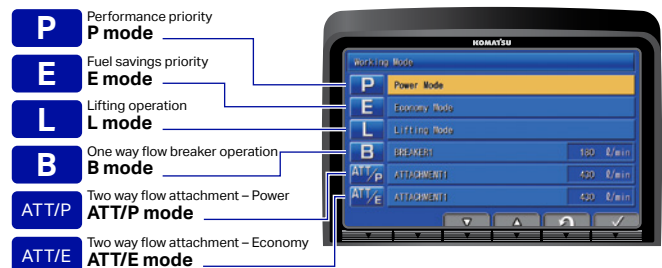 P
Performance priority
P mode
E
Fuel savings priority
E mode
L
Lifting operation
L mode
B
One way flow breaker operation
B mode
ATT/P
Two way flow attachment – Power
ATT/P mode
ATT/E
Two way flow attachment – Economy
ATT/E mode
KOMATSU
Working Mode
P Power Mode
E Economy Mode
L Lifting Mode
B BREAKER1 180 ℓ/min
ATT/P ATTACHMENT1 430 ℓ/min
ATT/E ATTACHMENT1 430 ℓ/min